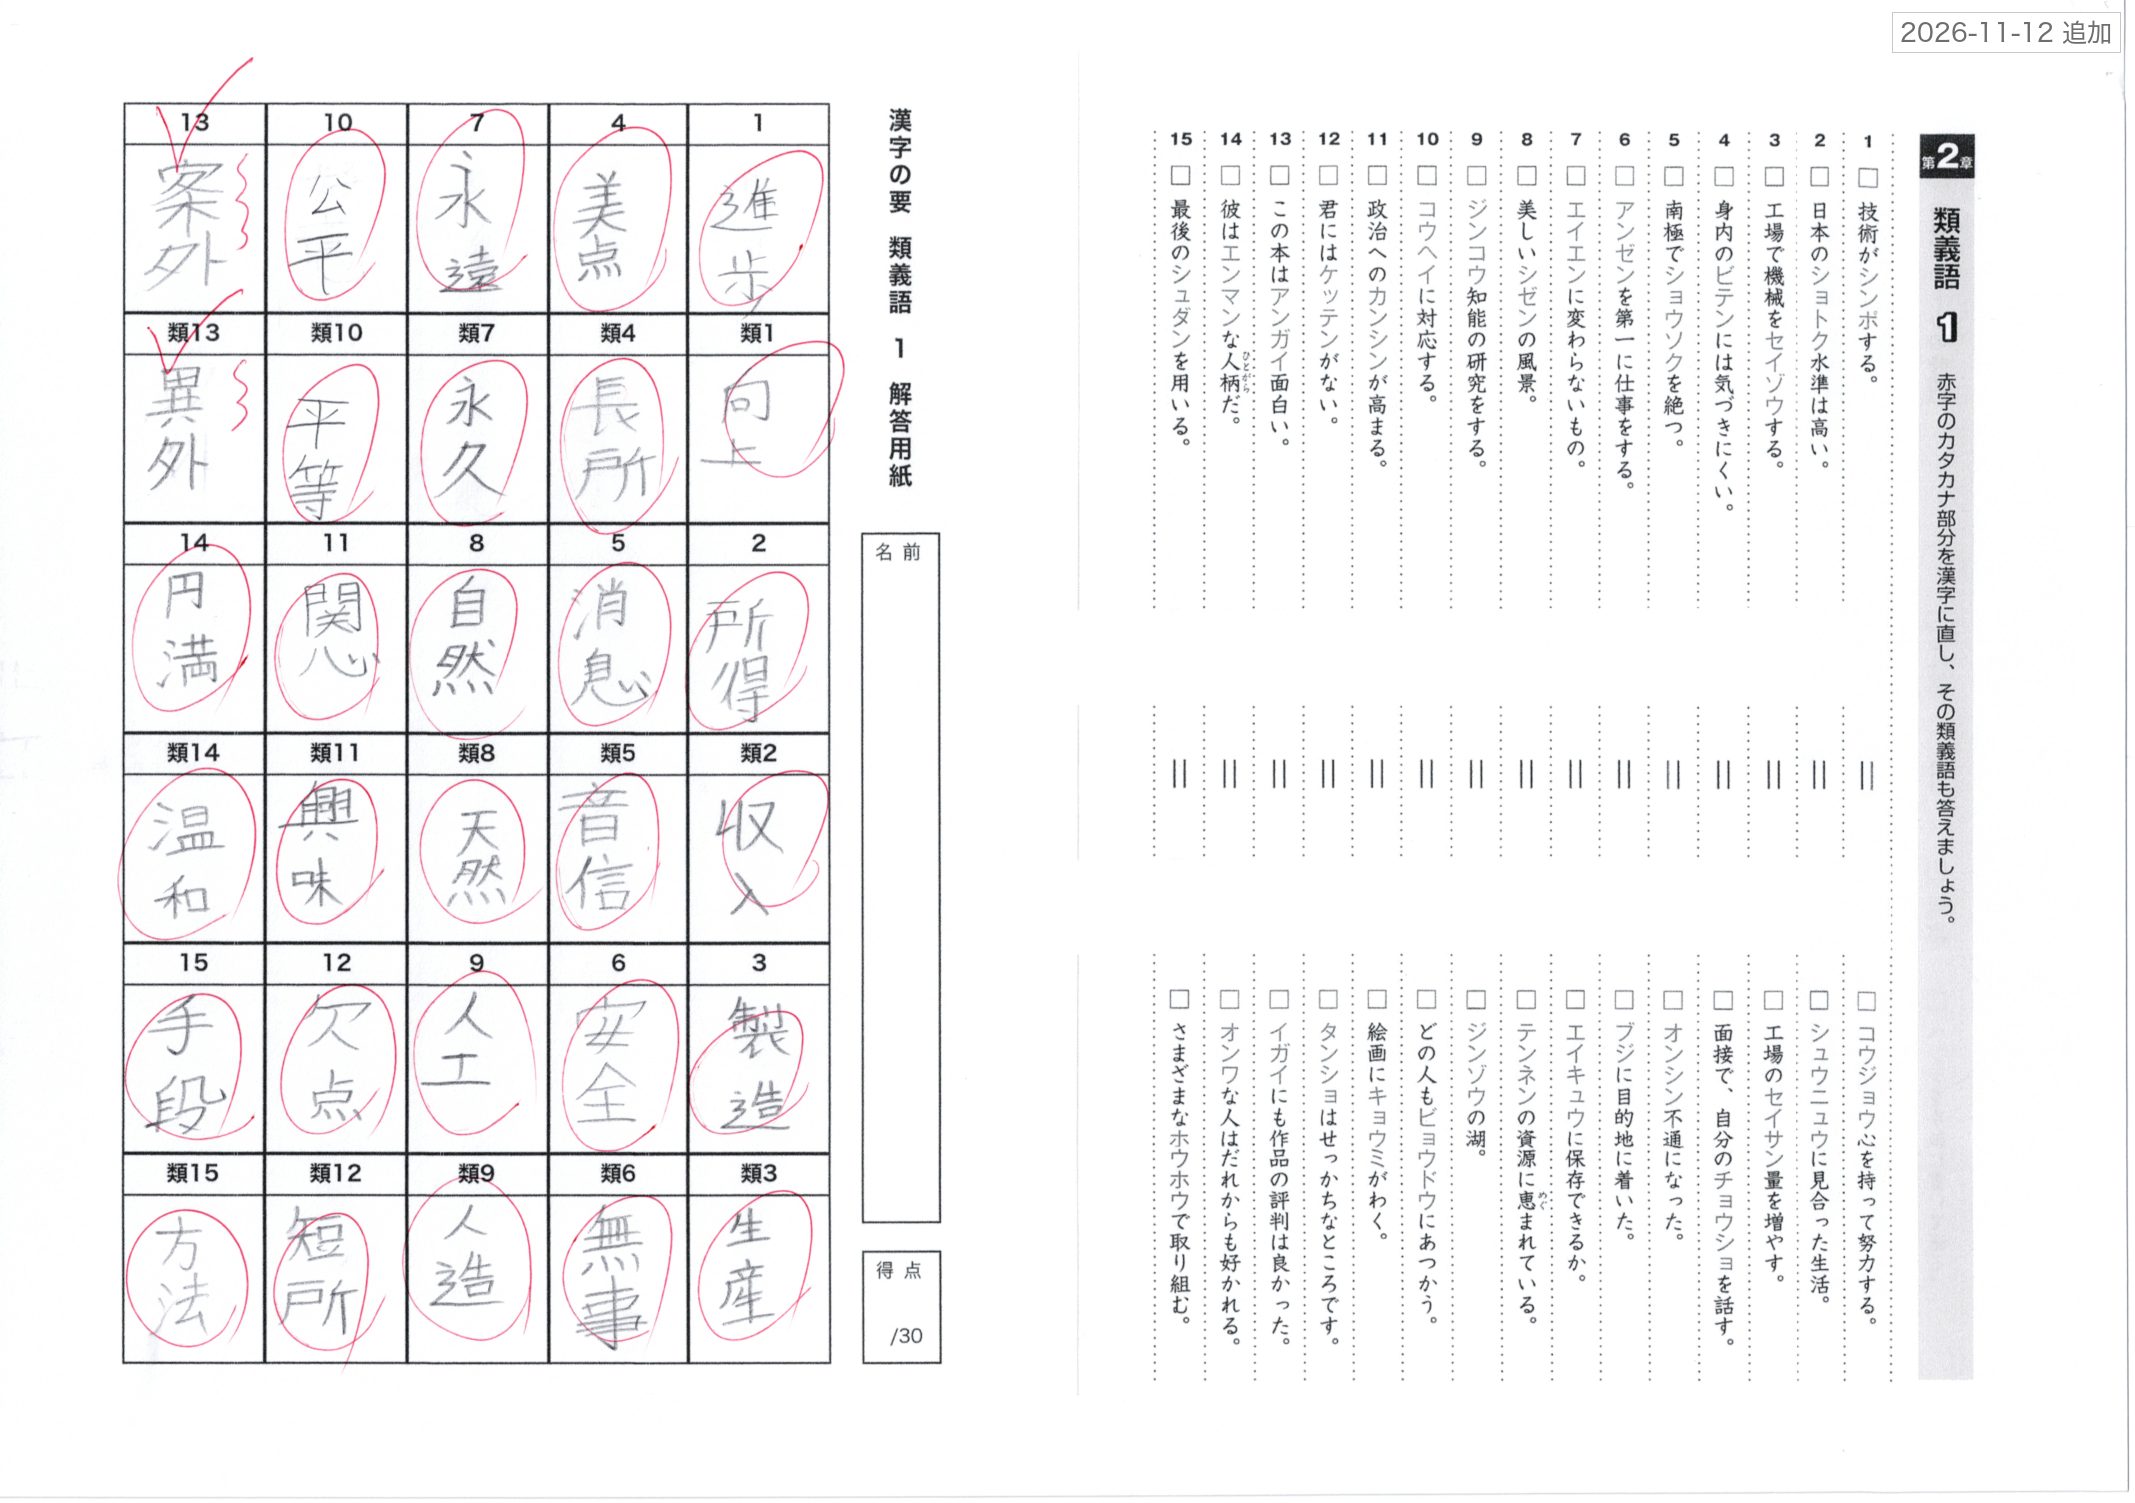 2026-11-12 追加
第2章 類義語 1 赤字のカタカナ部分を漢字に直し、その類義語も答えましょう。
1 □ 技術がシンポする。 = □ コウジョウ心を持って努力する。
2 □ 日本のショトク水準は高い。 = □ シュウニュウに見合った生活。
3 □ 工場で機械をセイゾウする。 = □ 工場のセイサン量を増やす。
4 □ 身内のビテンには気づきにくい。 = □ 面接で、自分のチョウショを話す。
5 □ 南極でショウソクを絶つ。 = □ オンシン不通になった。
6 □ アンゼンを第一に仕事をする。 = □ ブジに目的地に着いた。
7 □ エイエンに変わらないもの。 = □ エイキュウに保存できるか。
8 □ 美しいシゼンの風景。 = □ テンネンの資源に恵まれている。
めぐ
9 □ ジンコウ知能の研究をする。 = □ ジンゾウの湖。
10 □ コウヘイに対応する。 = □ どの人もビョウドウにあつかう。
11 □ 政治へのカンシンが高まる。 = □ 絵画にキョウミがわく。
12 □ 君にはケッテンがない。 = □ タンショはせっかちなところです。
13 □ この本はアンガイ面白い。 = □ イガイにも作品の評判は良かった。
14 □ 彼はエンマンな人柄だ。 = □ オンワな人はだれからも好かれる。
ひとがら
15 □ 最後のシュダンを用いる。 = □ さまざまなホウホウで取り組む。
漢字の要 類義語 1 解答用紙
名前
得点
/30
1
進歩
類1
向上
2
所得
類2
収入
3
製造
類3
生産
4
美点
類4
長所
5
消息
類5
音信
6
安全
類6
無事
7
永遠
類7
永久
8
自然
類8
天然
9
人工
類9
人造
10
公平
類10
平等
11
関心
類11
興味
12
欠点
類12
短所
13
案外
類13
異外
14
円満
類14
温和
15
手段
類15
方法